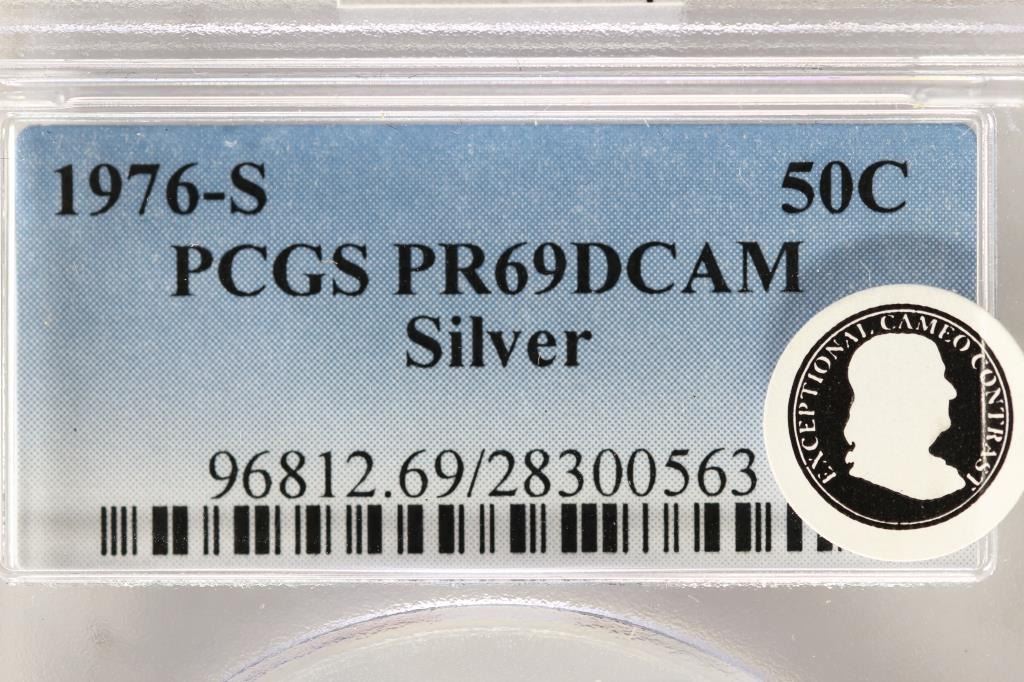 1976-S 50C
PCGS PR69DCAM
Silver
96812.69/28300563
EXCEPTIONAL CAMEO CONTRAST